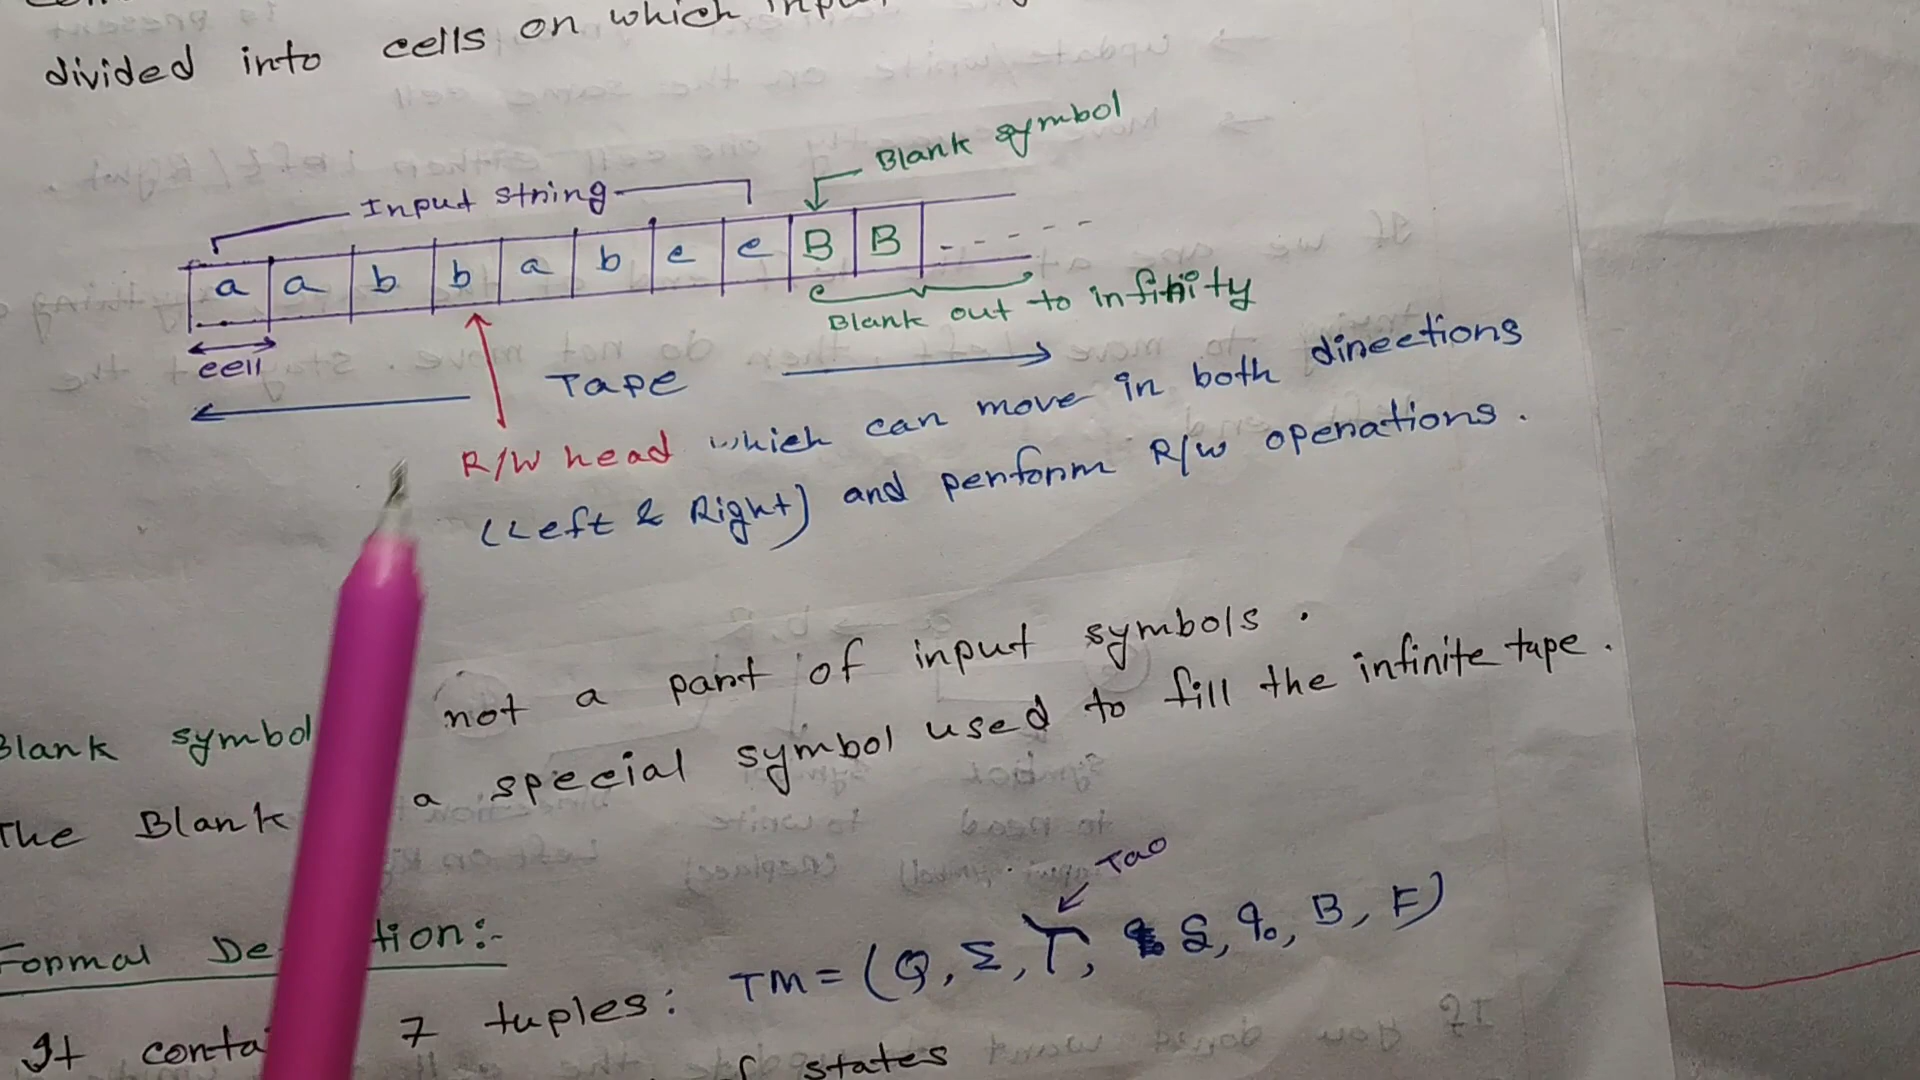 divided into cells on which
Blank symbol
Input string
a a b b a b c c B B - - - - -
cell
Blank out to infinity
Tape
R/W head which can move in both directions
(Left & Right) and perform R/W operations.
Blank symbol not a part of input symbols.
The Blank a special symbol used to fill the infinite tape.
Tao
Formal De tion:-
It conta 7 tuples: TM = (Q, Σ, T, δ, q₀, B, F)
states